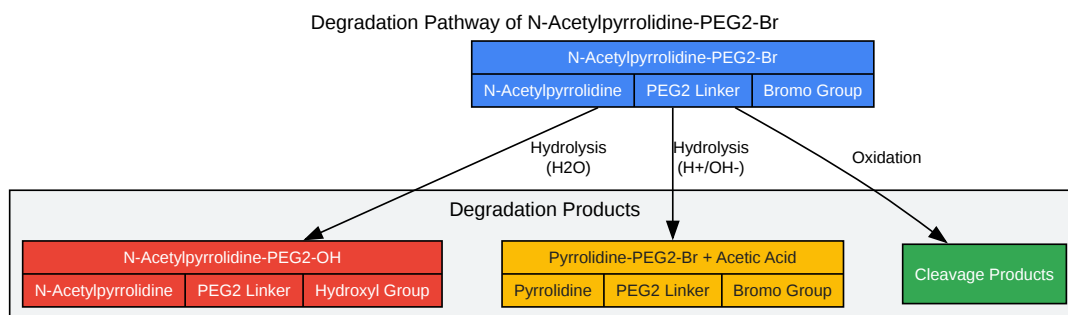 Degradation Pathway of N-Acetylpyrrolidine-PEG2-Br
N-Acetylpyrrolidine-PEG2-Br
N-Acetylpyrrolidine PEG2 Linker Bromo Group
Hydrolysis
(H2O)
Hydrolysis
(H+/OH-)
Oxidation
Degradation Products
N-Acetylpyrrolidine-PEG2-OH
N-Acetylpyrrolidine PEG2 Linker Hydroxyl Group
Pyrrolidine-PEG2-Br + Acetic Acid
Pyrrolidine PEG2 Linker Bromo Group
Cleavage Products